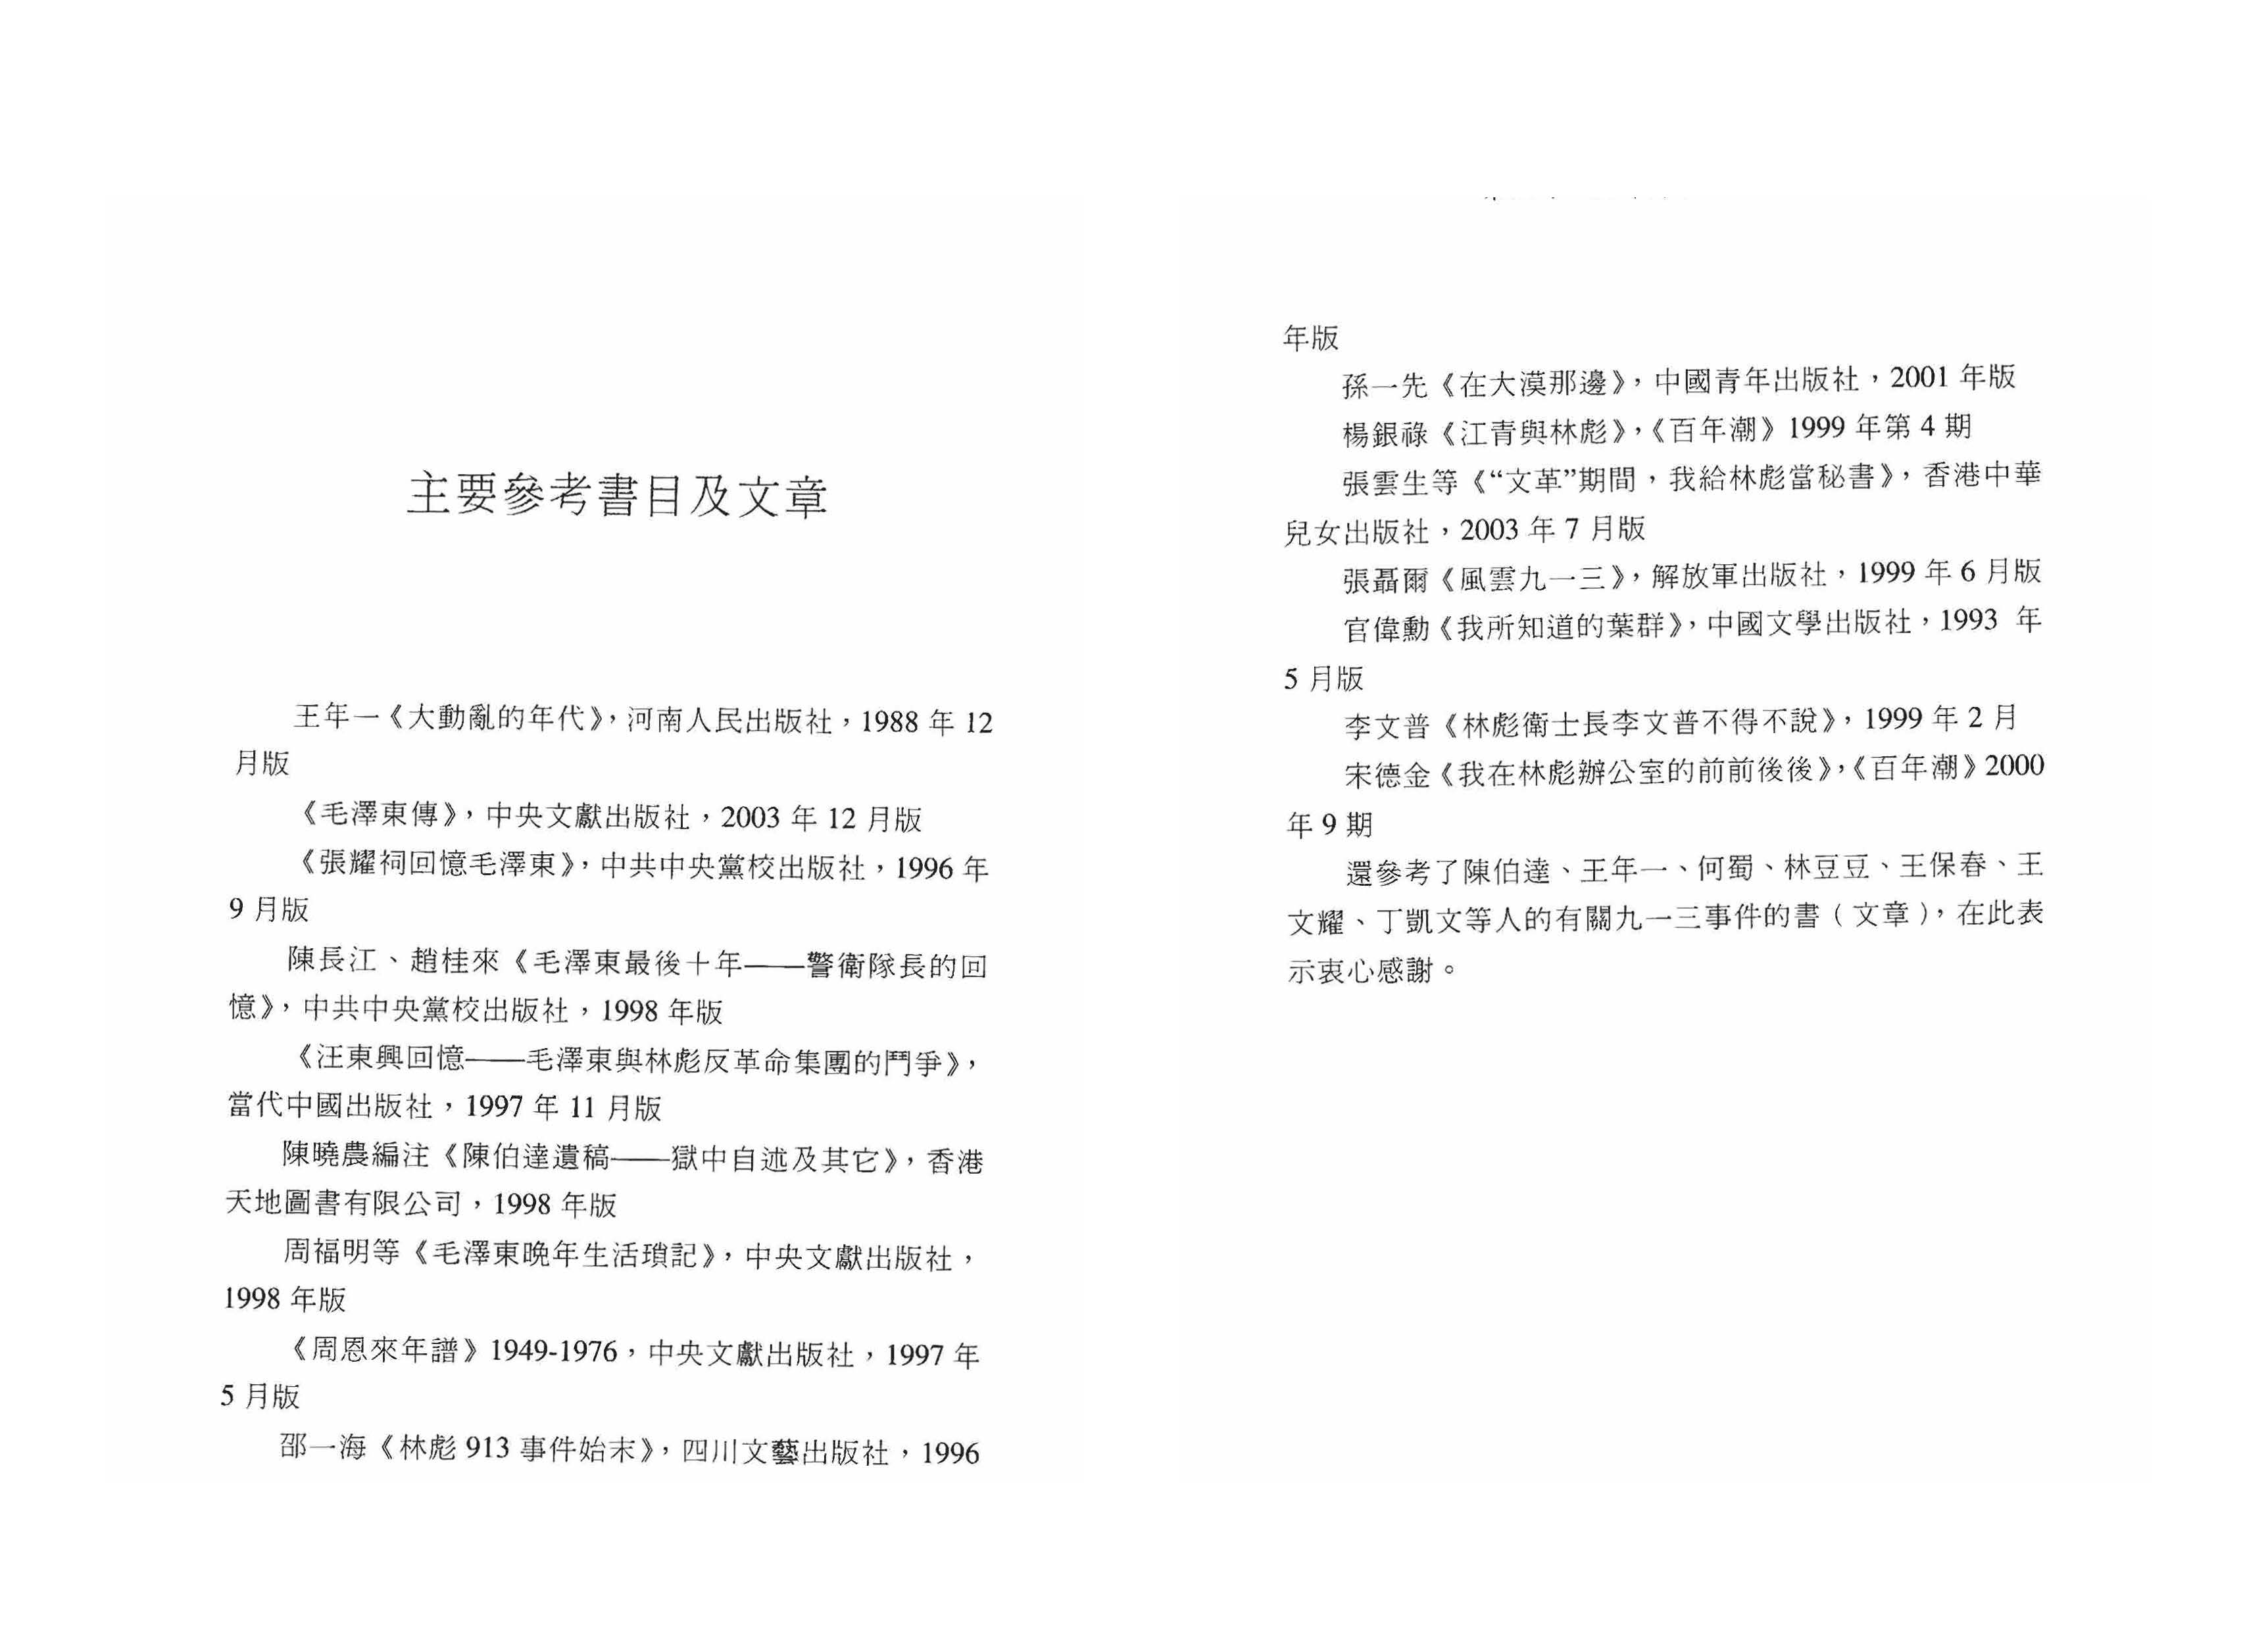 主要參考書目及文章
王年一《大動亂的年代》，河南人民出版社，1988 年 12
月版
《毛澤東傳》，中央文獻出版社，2003 年 12 月版
《張耀祠回憶毛澤東》，中共中央黨校出版社，1996 年
9 月版
陳長江、趙桂來《毛澤東最後十年——警衛隊長的回
憶》，中共中央黨校出版社，1998 年版
《汪東興回憶——毛澤東與林彪反革命集團的鬥爭》，
當代中國出版社，1997 年 11 月版
陳曉農編注《陳伯達遺稿——獄中自述及其它》，香港
天地圖書有限公司，1998 年版
周福明等《毛澤東晚年生活瑣記》，中央文獻出版社，
1998 年版
《周恩來年譜》1949-1976，中央文獻出版社，1997 年
5 月版
邵一海《林彪 913 事件始末》，四川文藝出版社，1996
年版
孫一先《在大漠那邊》，中國青年出版社，2001 年版
楊銀祿《江青與林彪》，《百年潮》1999 年第 4 期
張雲生等《“文革”期間，我給林彪當秘書》，香港中華
兒女出版社，2003 年 7 月版
張聶爾《風雲九一三》，解放軍出版社，1999 年 6 月版
官偉勳《我所知道的葉群》，中國文學出版社，1993 年
5 月版
李文普《林彪衛士長李文普不得不說》，1999 年 2 月
宋德金《我在林彪辦公室的前前後後》，《百年潮》2000
年 9 期
還參考了陳伯達、王年一、何蜀、林豆豆、王保春、王
文耀、丁凱文等人的有關九一三事件的書（文章），在此表
示衷心感謝。